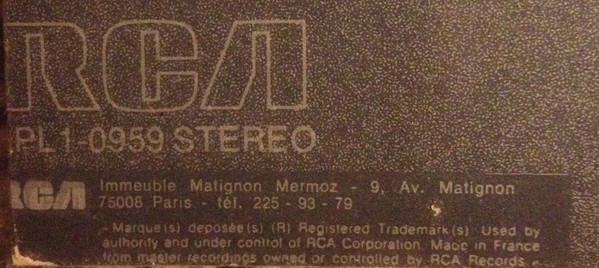 RCA
PL1-0959 STEREO
RCA
Immeuble Matignon Mermoz - 9, Av. Matignon
75008 Paris - tél. 225 - 93 - 79
- Marque(s) deposée(s) (R) Registered Trademark(s) Used by
authority and under control of RCA Corporation. Made in France
from master recordings owned or controlled by RCA Records. -